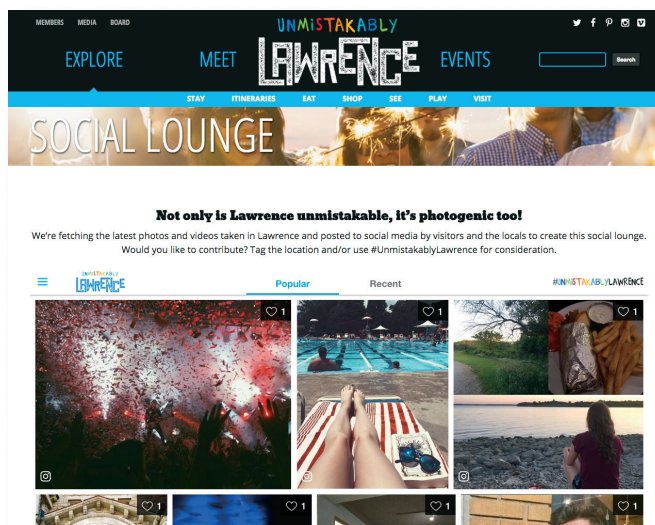 MEMBERS MEDIA BOARD
UNMiSTAKABLY
LAWRENCE
EXPLORE MEET EVENTS
Search
STAY ITINERARIES EAT SHOP SEE PLAY VISIT
SOCIAL LOUNGE
Not only is Lawrence unmistakable, it's photogenic too!
We're fetching the latest photos and videos taken in Lawrence and posted to social media by visitors and the locals to create this social lounge.
Would you like to contribute? Tag the location and/or use #UnmistakablyLawrence for consideration.
UNMISTAKABLY
LAWRENCE
Popular Recent #UNMiSTAKABLYLAWRENCE
1 1 1
1 1 1 1